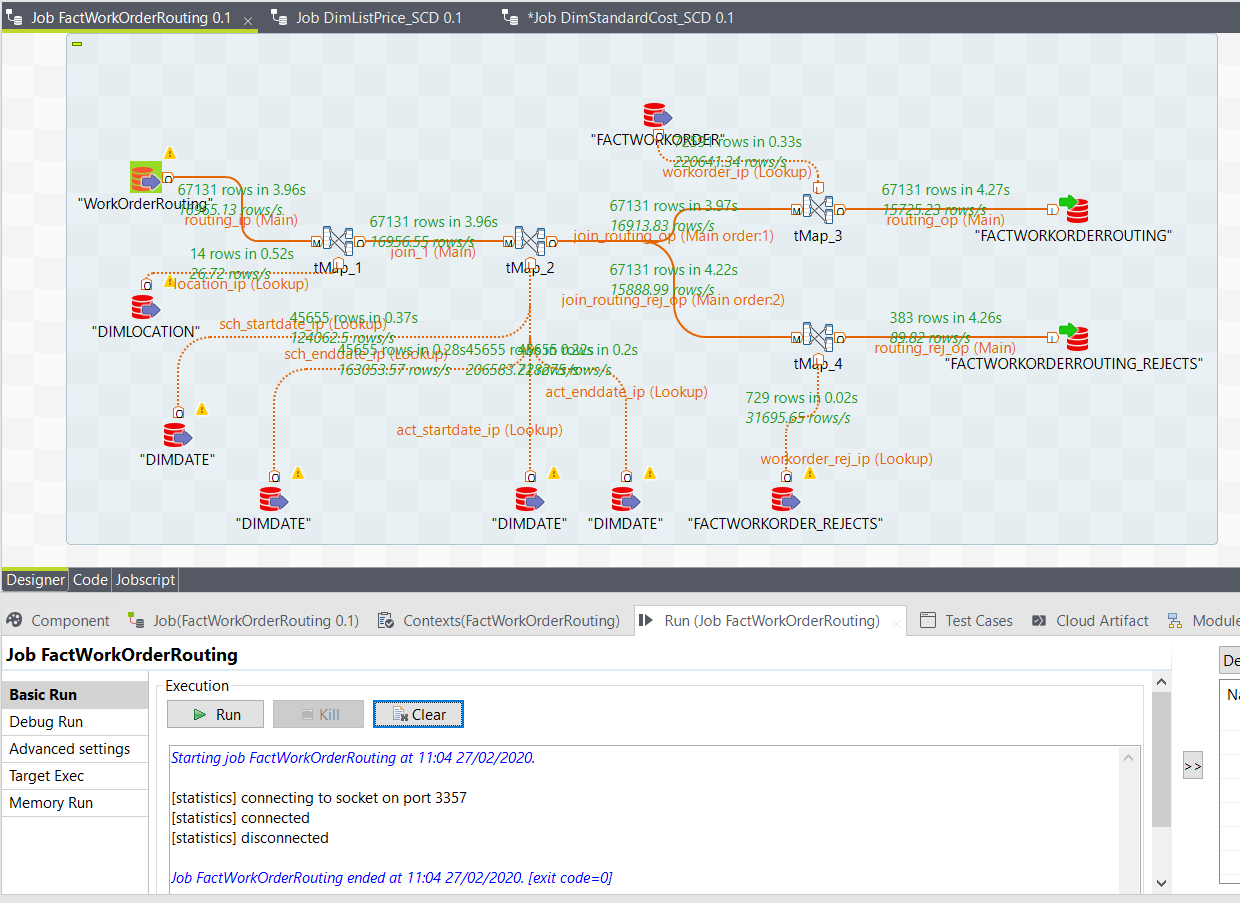 Job FactWorkOrderRouting 0.1
Job DimListPrice_SCD 0.1
*Job DimStandardCost_SCD 0.1
"FACTWORKORDER"
72591 rows in 0.33s
220641.34 rows/s
workorder_ip (Lookup)
"WorkOrderRouting"
67131 rows in 3.96s
16965.13 rows/s
routing_ip (Main)
67131 rows in 3.96s
16956.55 rows/s
join_1 (Main)
67131 rows in 3.97s
16913.83 rows/s
join_routing_op (Main order:1)
67131 rows in 4.27s
15725.23 rows/s
routing_op (Main)
"FACTWORKORDERROUTING"
tMap_1
tMap_2
tMap_3
14 rows in 0.52s
26.72 rows/s
location_ip (Lookup)
67131 rows in 4.22s
15888.99 rows/s
join_routing_rej_op (Main order:2)
"DIMLOCATION"
sch_startdate_ip (Lookup)
45655 rows in 0.37s
124062.5 rows/s
383 rows in 4.26s
89.82 rows/s
routing_rej_op (Main)
"FACTWORKORDERROUTING_REJECTS"
tMap_4
sch_enddate_ip (Lookup)
45655 rows in 0.28s
163053.57 rows/s
45655 rows in 0.22s
45655 rows in 0.2s
act_enddate_ip (Lookup)
act_startdate_ip (Lookup)
729 rows in 0.02s
31695.65 rows/s
workorder_rej_ip (Lookup)
"DIMDATE"
"DIMDATE"
"DIMDATE"
"DIMDATE"
"FACTWORKORDER_REJECTS"
Designer
Code
Jobscript
Component
Job(FactWorkOrderRouting 0.1)
Contexts(FactWorkOrderRouting)
Run (Job FactWorkOrderRouting)
Test Cases
Cloud Artifact
Module
Job FactWorkOrderRouting
Basic Run
Debug Run
Advanced settings
Target Exec
Memory Run
Execution
Run
Kill
Clear
Starting job FactWorkOrderRouting at 11:04 27/02/2020.
[statistics] connecting to socket on port 3357
[statistics] connected
[statistics] disconnected
Job FactWorkOrderRouting ended at 11:04 27/02/2020. [exit code=0]
>>
De
Na